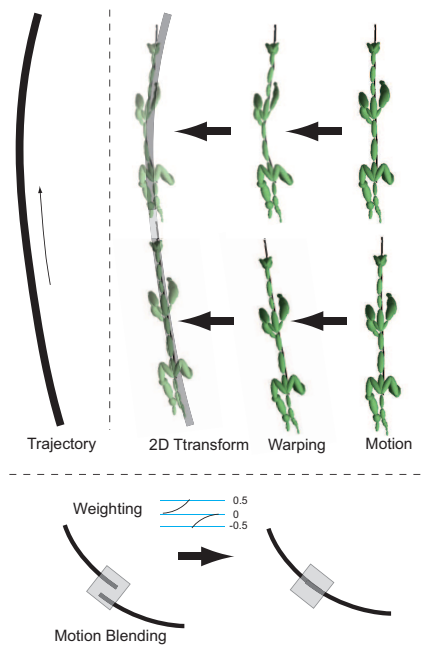 Trajectory
2D Ttransform
Warping
Motion
Weighting
0.5
0
-0.5
Motion Blending